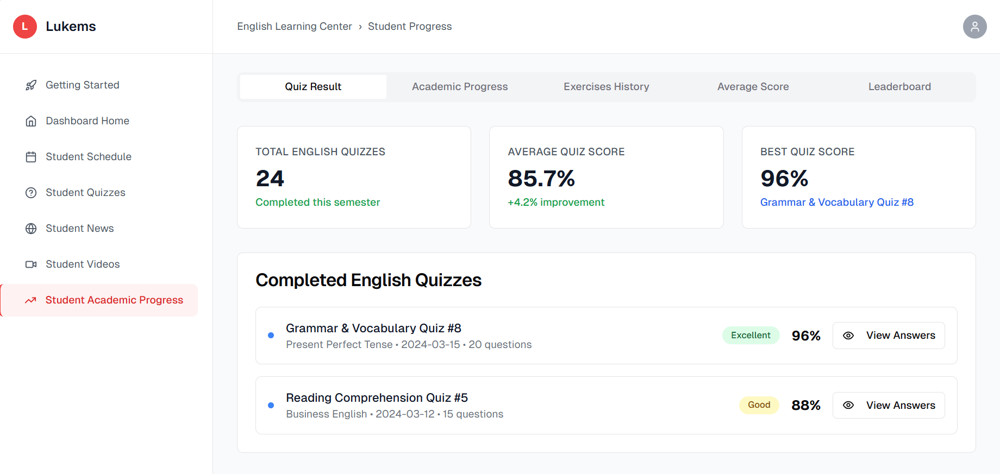 L
Lukems
English Learning Center › Student Progress
Getting Started
Dashboard Home
Student Schedule
Student Quizzes
Student News
Student Videos
Student Academic Progress
Quiz Result
Academic Progress
Exercises History
Average Score
Leaderboard
TOTAL ENGLISH QUIZZES
24
Completed this semester
AVERAGE QUIZ SCORE
85.7%
+4.2% improvement
BEST QUIZ SCORE
96%
Grammar & Vocabulary Quiz #8
Completed English Quizzes
Grammar & Vocabulary Quiz #8
Present Perfect Tense • 2024-03-15 • 20 questions
Excellent
96%
View Answers
Reading Comprehension Quiz #5
Business English • 2024-03-12 • 15 questions
Good
88%
View Answers